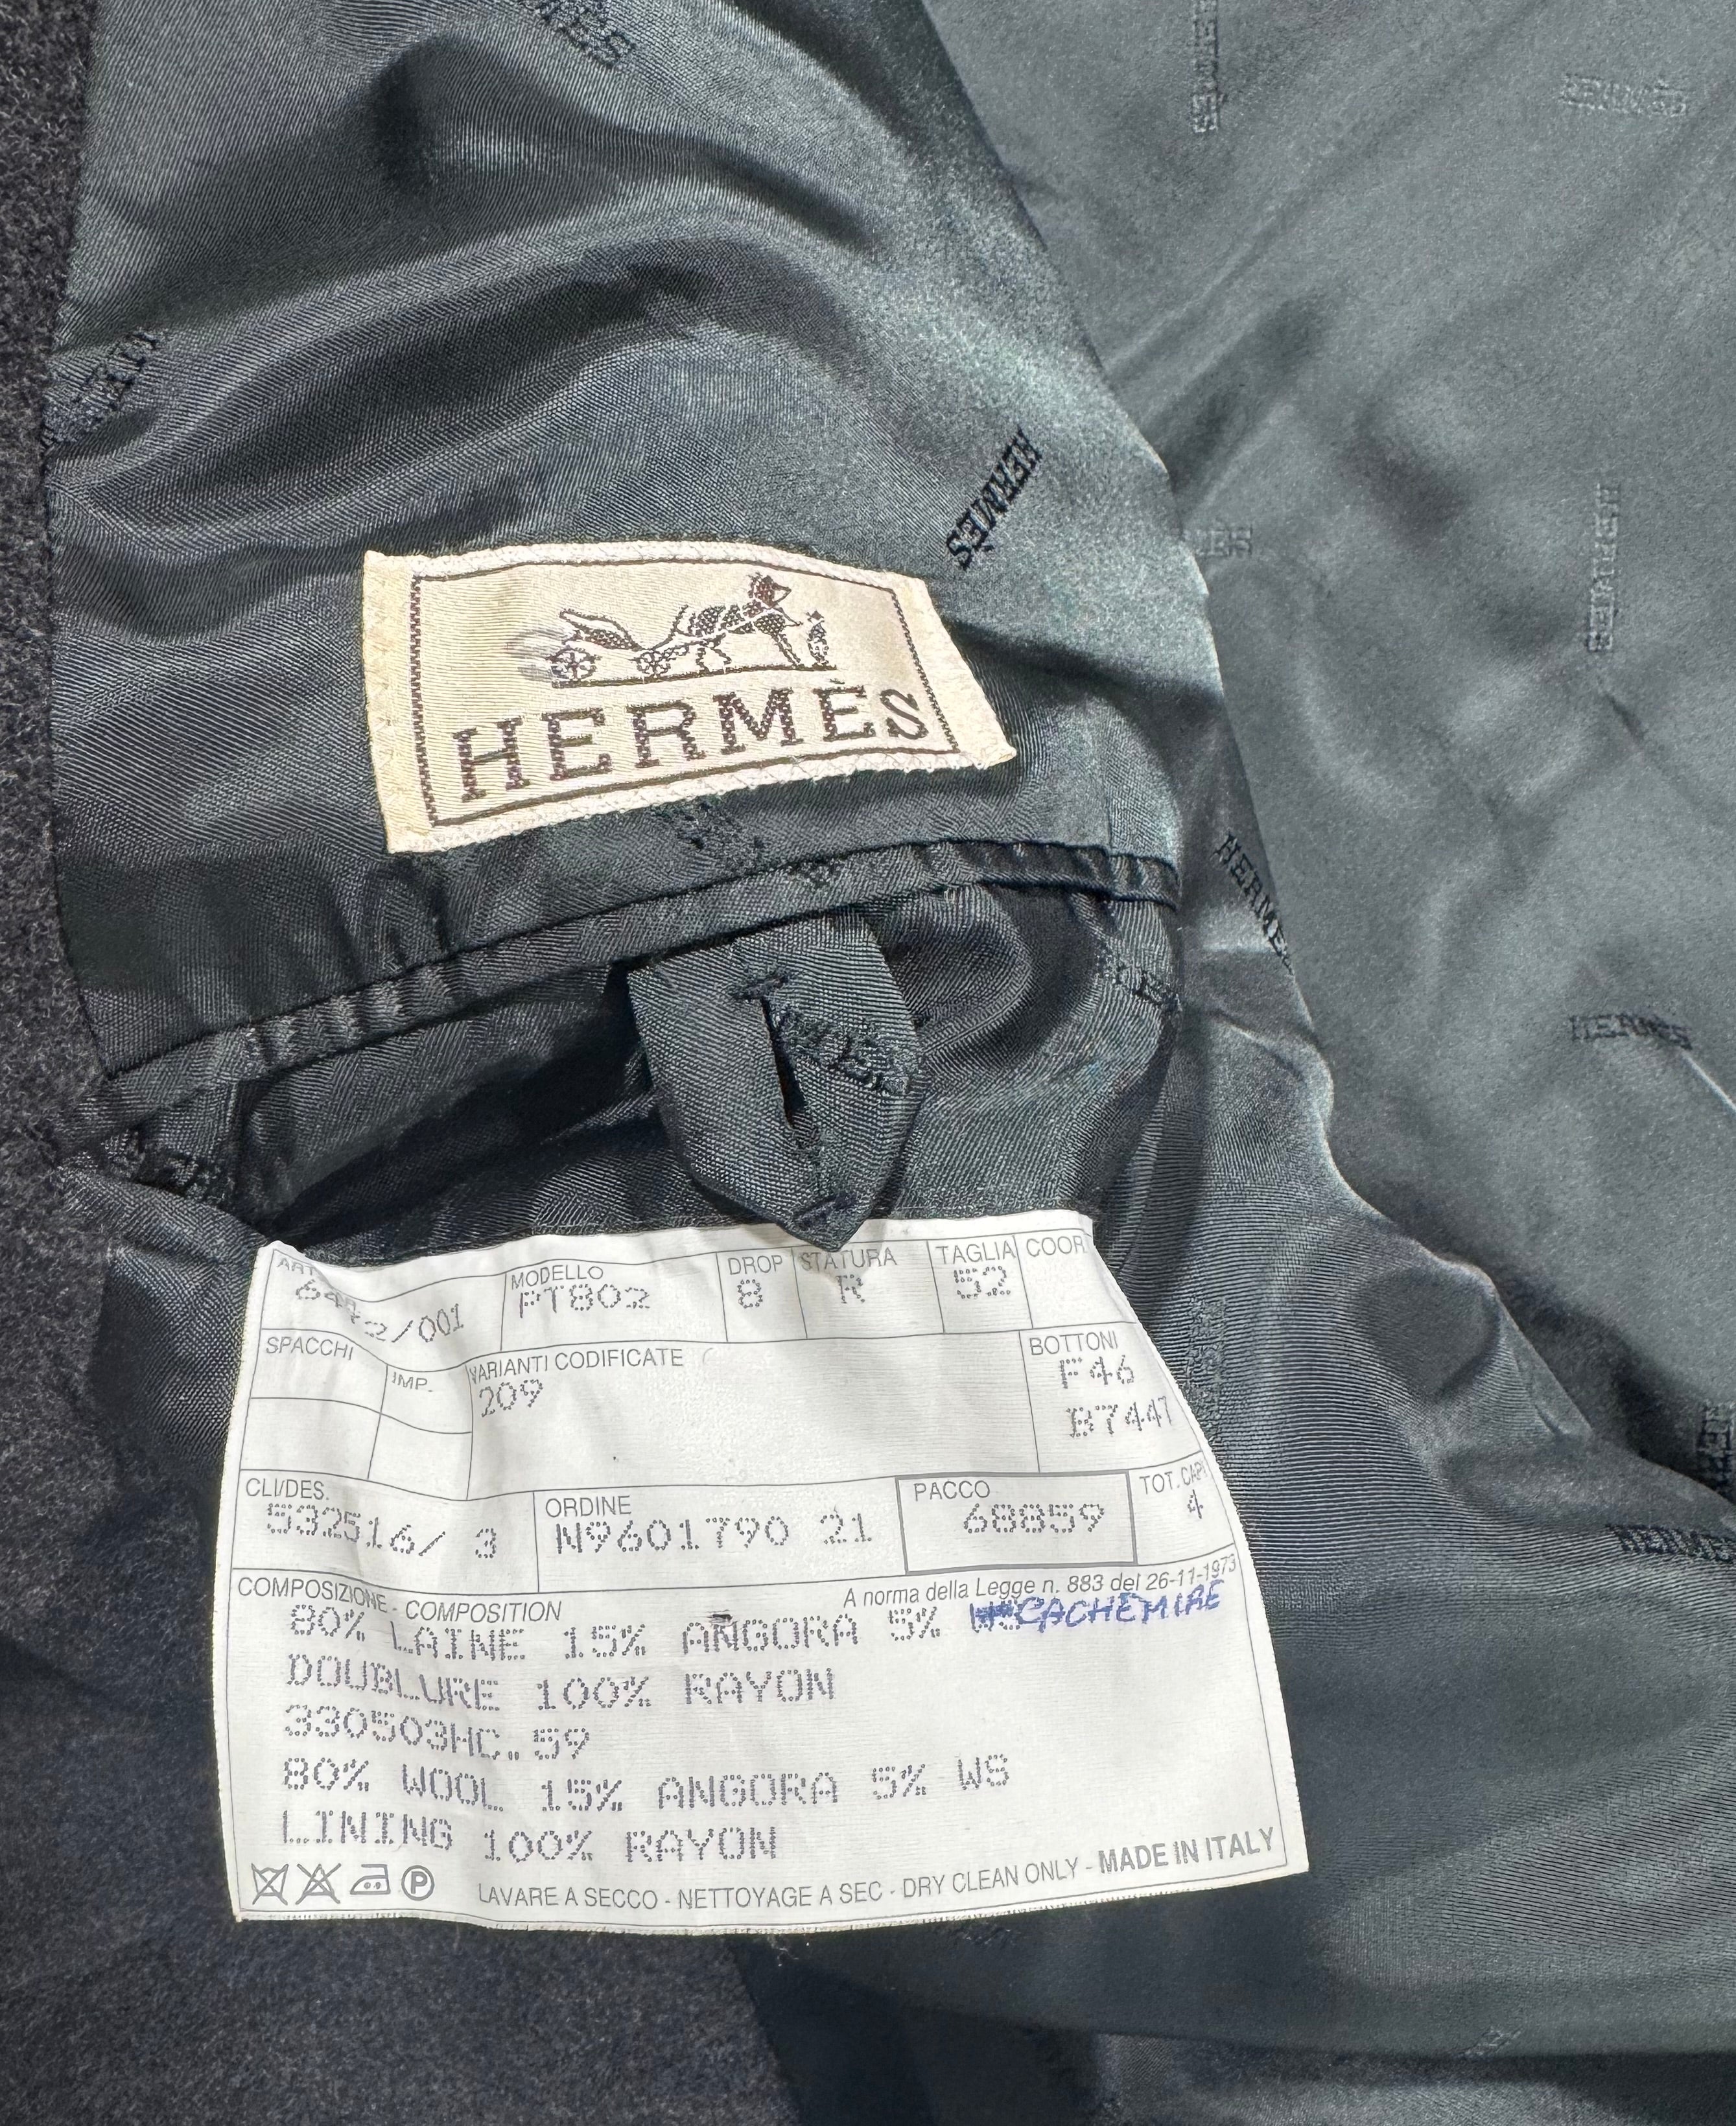 HERMÈS
HERMÈS
HERMÈS
ART. MODELLO DROP STATURA TAGLIA COOR
PT802 8 R 52
/001
SPACCHI IMP. VARIANTI CODIFICATE BOTTONI
209 F46
B7447
CLI/DES. ORDINE PACCO TOT. CAPI
532516/ 3 N9601790 21 68859 4
COMPOSIZIONE - COMPOSITION A norma della Legge n. 883 del 26-11-1973
80% LAINE 15% ANGORA 5% CACHEMIRE
DOUBLURE 100% RAYON
330503HC.59
80% WOOL 15% ANGORA 5% WS
LINING 100% RAYON
LAVARE A SECCO - NETTOYAGE A SEC - DRY CLEAN ONLY - MADE IN ITALY
P